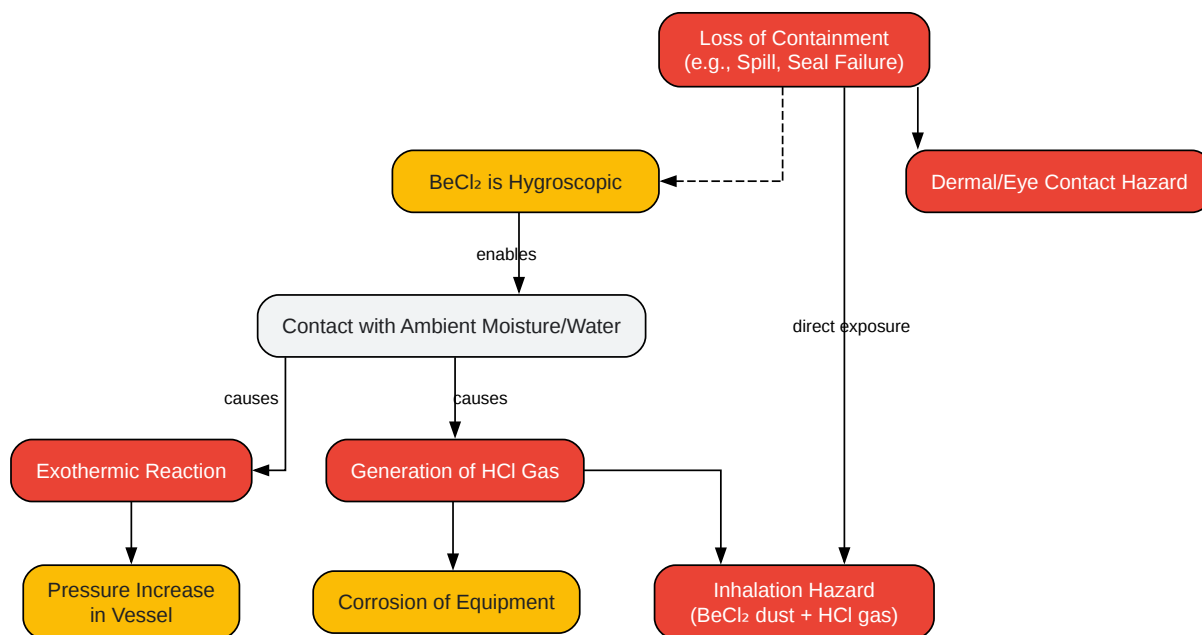 Loss of Containment
(e.g., Spill, Seal Failure)
BeCl₂ is Hygroscopic
Dermal/Eye Contact Hazard
enables
Contact with Ambient Moisture/Water
direct exposure
causes
causes
Exothermic Reaction
Generation of HCl Gas
Pressure Increase
in Vessel
Corrosion of Equipment
Inhalation Hazard
(BeCl₂ dust + HCl gas)